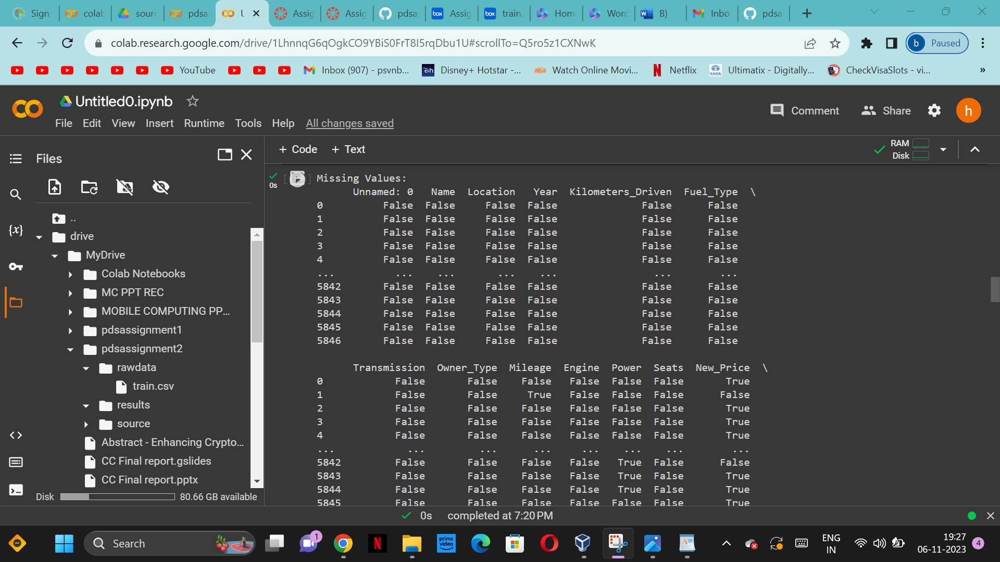 Sign colab sourc pdsa U Assig Assig pdsa Assig train. Hom Worc B) Inbo pdsa
colab.research.google.com/drive/1LhnnqG6qOgkCO9YBiS0FrT8I5rqDbu1U#scrollTo=Q5ro5z1CXNwK b Paused
YouTube Inbox (907) - psvnb... Disney+ Hotstar -... Watch Online Movi... Netflix Ultimatix - Digitally... CheckVisaSlots - vi... »
Untitled0.ipynb
Comment Share h
File Edit View Insert Runtime Tools Help All changes saved
Files
+ Code + Text
RAM
Disk
..
drive
MyDrive
Colab Notebooks
MC PPT REC
MOBILE COMPUTING PP...
pdsassignment1
pdsassignment2
rawdata
train.csv
results
source
Abstract - Enhancing Crypto...
CC Final report.gslides
CC Final report.pptx
Disk 80.66 GB available
0s
Missing Values:
Unnamed: 0 Name Location Year Kilometers_Driven Fuel_Type \
0 False False False False False False
1 False False False False False False
2 False False False False False False
3 False False False False False False
4 False False False False False False
... ... ... ... ... ... ...
5842 False False False False False False
5843 False False False False False False
5844 False False False False False False
5845 False False False False False False
5846 False False False False False False
Transmission Owner_Type Mileage Engine Power Seats New_Price \
0 False False False False False False True
1 False False True False False False False
2 False False False False False False True
3 False False False False False False True
4 False False False False False False True
... ... ... ... ... ... ... ...
5842 False False False False True False False
5843 False False False False True False True
5844 False False False False True False True
5845 False False False False False False True
0s completed at 7:20 PM
Search
1
prime video
ENG
IN
19:27
06-11-2023
4